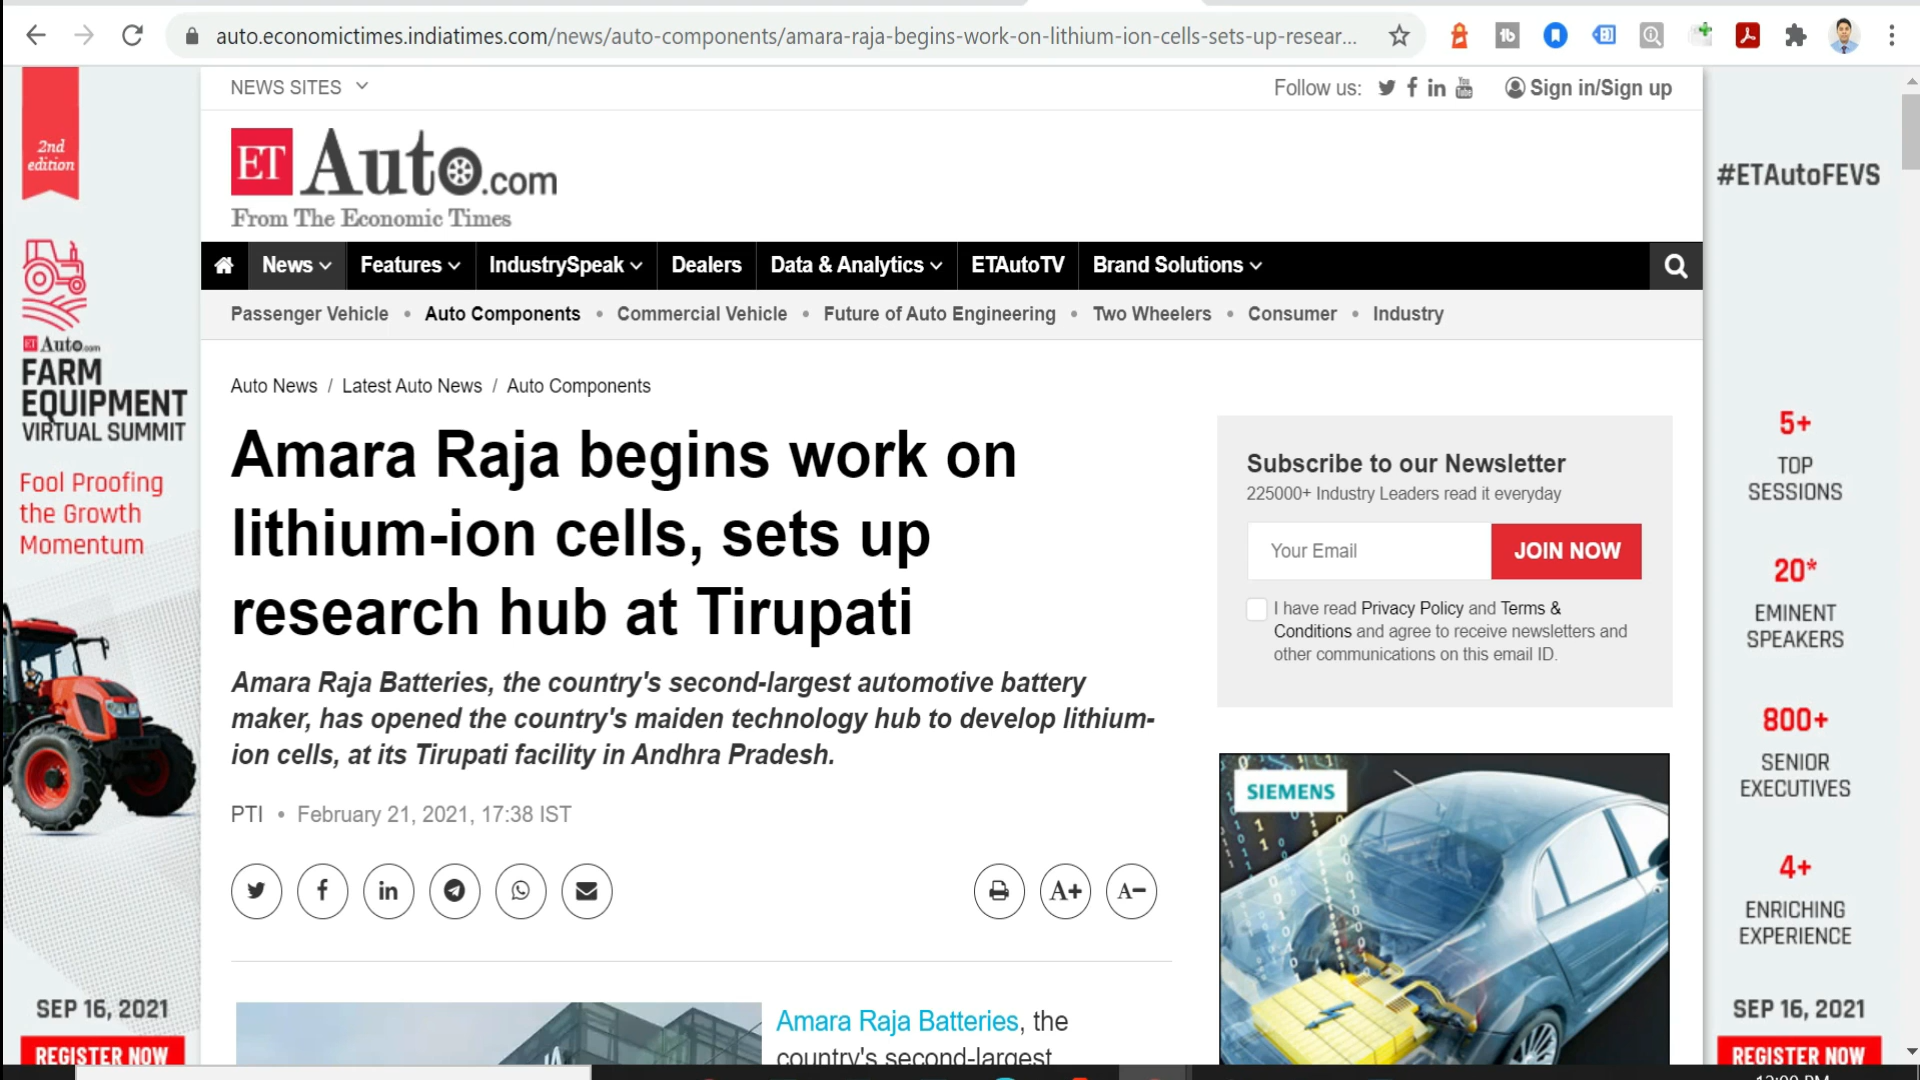 auto.economictimes.indiatimes.com/news/auto-components/amara-raja-begins-work-on-lithium-ion-cells-sets-up-resear...
2nd
edition
ET Auto.com
FARM
EQUIPMENT
VIRTUAL SUMMIT
Fool Proofing
the Growth
Momentum
SEP 16, 2021
REGISTER NOW
NEWS SITES
Follow us:
You
Tube
Sign in/Sign up
ET Auto.com
From The Economic Times
News
Features
IndustrySpeak
Dealers
Data & Analytics
ETAutoTV
Brand Solutions
Passenger Vehicle • Auto Components • Commercial Vehicle • Future of Auto Engineering • Two Wheelers • Consumer • Industry
Auto News / Latest Auto News / Auto Components
Amara Raja begins work on
lithium-ion cells, sets up
research hub at Tirupati
Amara Raja Batteries, the country's second-largest automotive battery
maker, has opened the country's maiden technology hub to develop lithium-
ion cells, at its Tirupati facility in Andhra Pradesh.
PTI • February 21, 2021, 17:38 IST
A+
A-
Amara Raja Batteries, the
country's second-largest
Subscribe to our Newsletter
225000+ Industry Leaders read it everyday
Your Email
JOIN NOW
I have read Privacy Policy and Terms &
Conditions and agree to receive newsletters and
other communications on this email ID.
SIEMENS
#ETAutoFEVS
5+
TOP
SESSIONS
20*
EMINENT
SPEAKERS
800+
SENIOR
EXECUTIVES
4+
ENRICHING
EXPERIENCE
SEP 16, 2021
REGISTER NOW